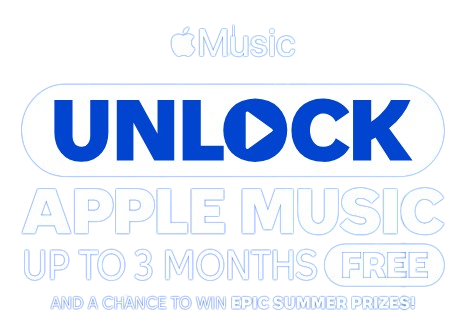 Music
UNLOCK
APPLE MUSIC
UP TO 3 MONTHS FREE
AND A CHANCE TO WIN EPIC SUMMER PRIZES!